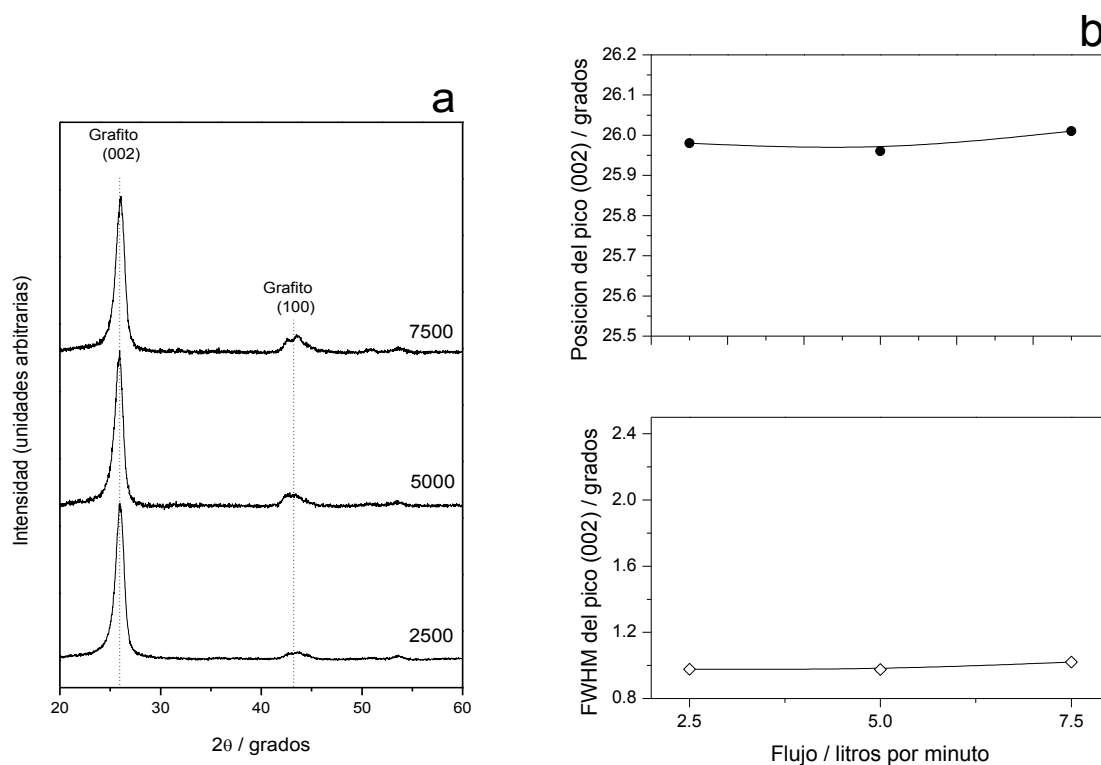 a
Grafito
(002)
Grafito
(100)
7500
5000
2500
Intensidad (unidades arbitrarias)
20
30
40
50
60
2θ / grados
b
26.2
26.1
26.0
25.9
25.8
25.7
25.6
25.5
Posicion del pico (002) / grados
2.4
2.0
1.6
1.2
0.8
FWHM del pico (002) / grados
2.5
5.0
7.5
Flujo / litros por minuto